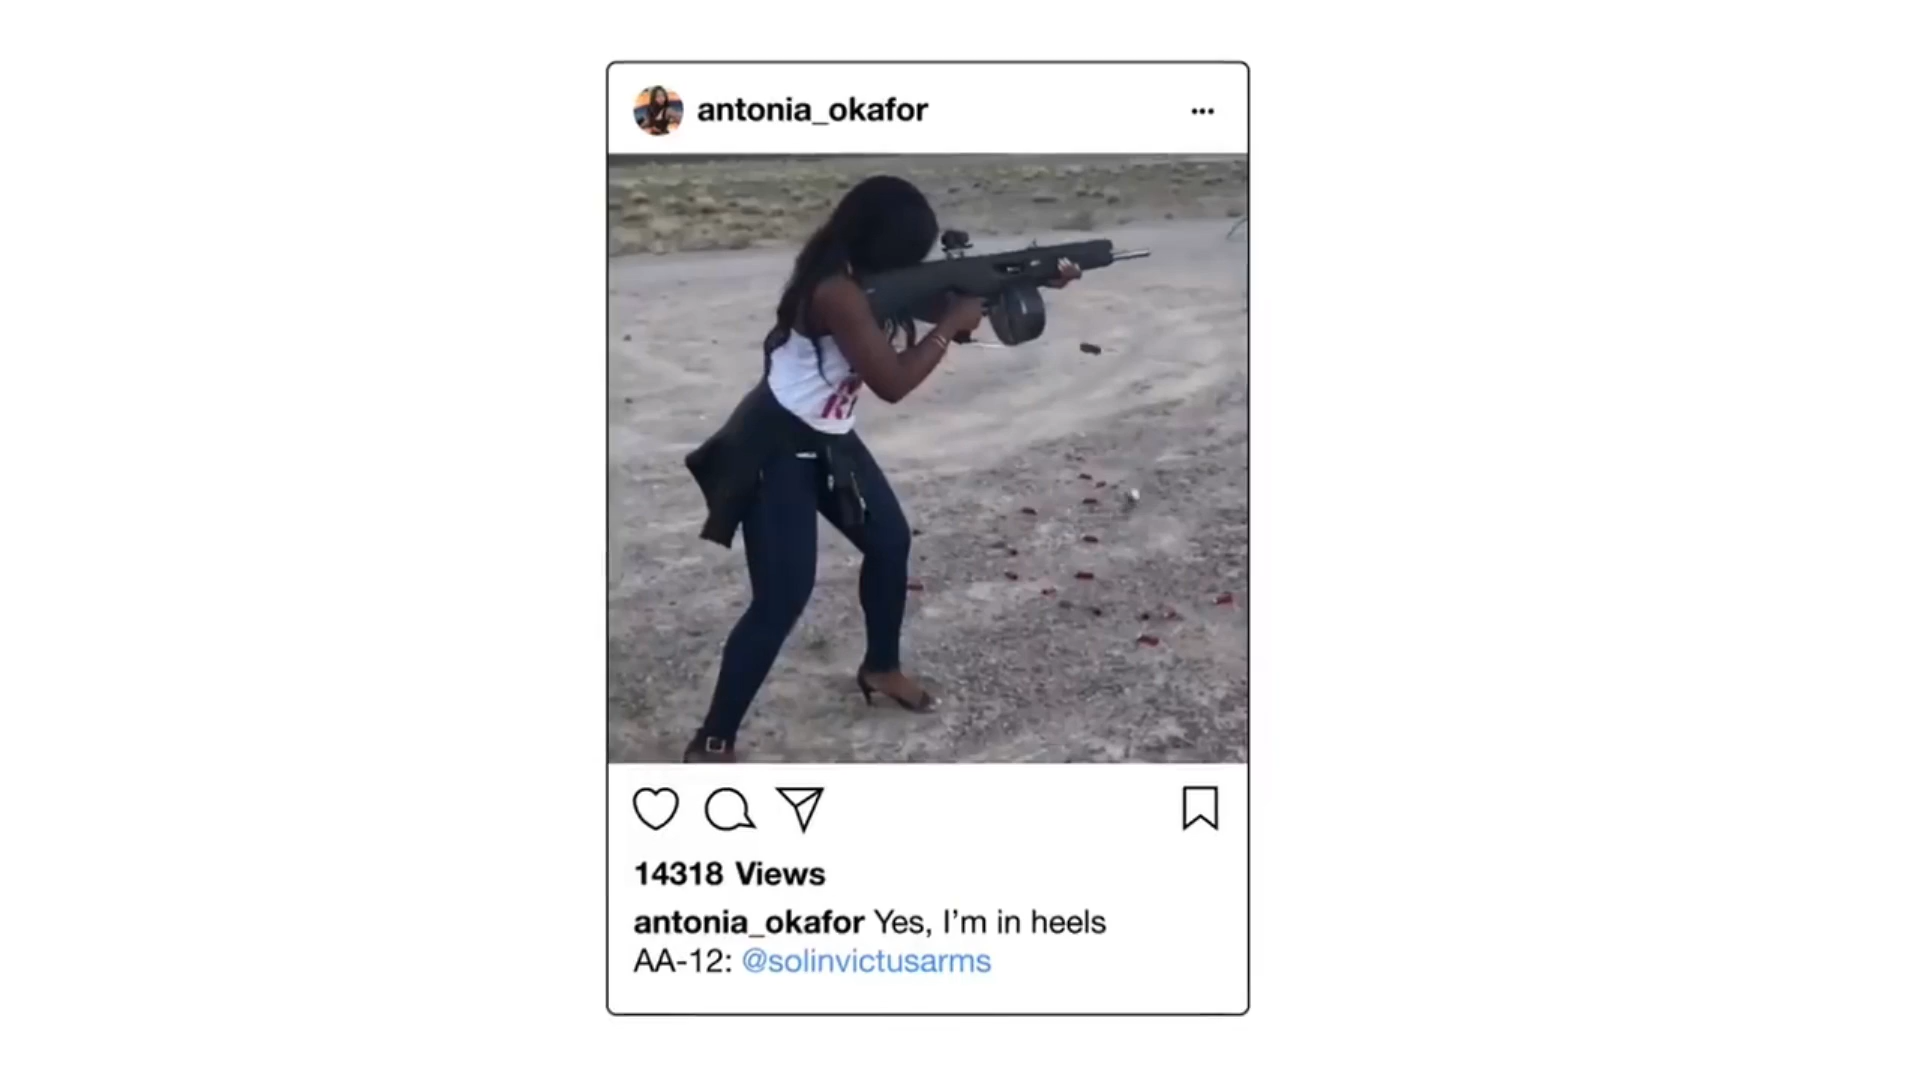 antonia_okafor
14318 Views
antonia_okafor Yes, I’m in heels
AA-12: @solinvictusarms